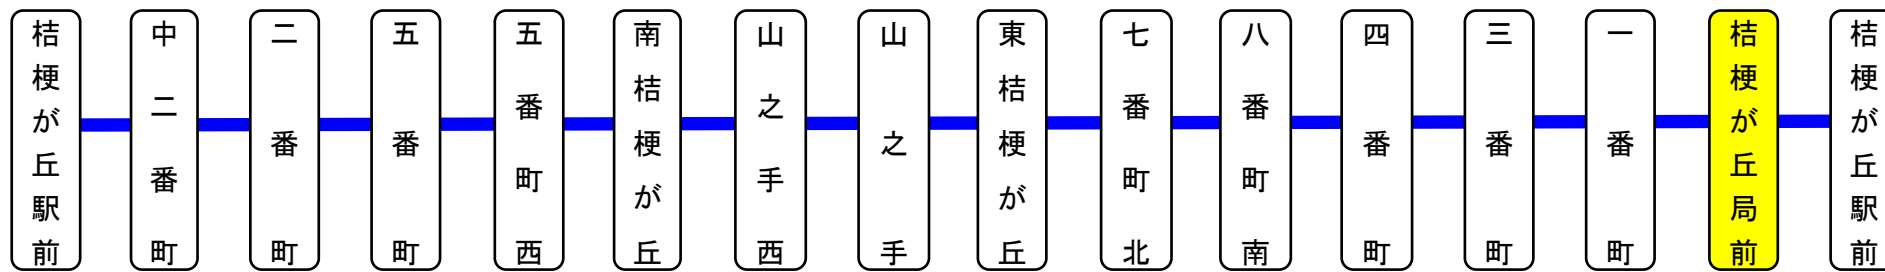 桔梗が丘駅前
中二番町
二番町
五番町
五番町西
南桔梗が丘
山之手西
山之手
東桔梗が丘
七番町北
八番町南
四番町
三番町
一番町
桔梗が丘局前
桔梗が丘駅前